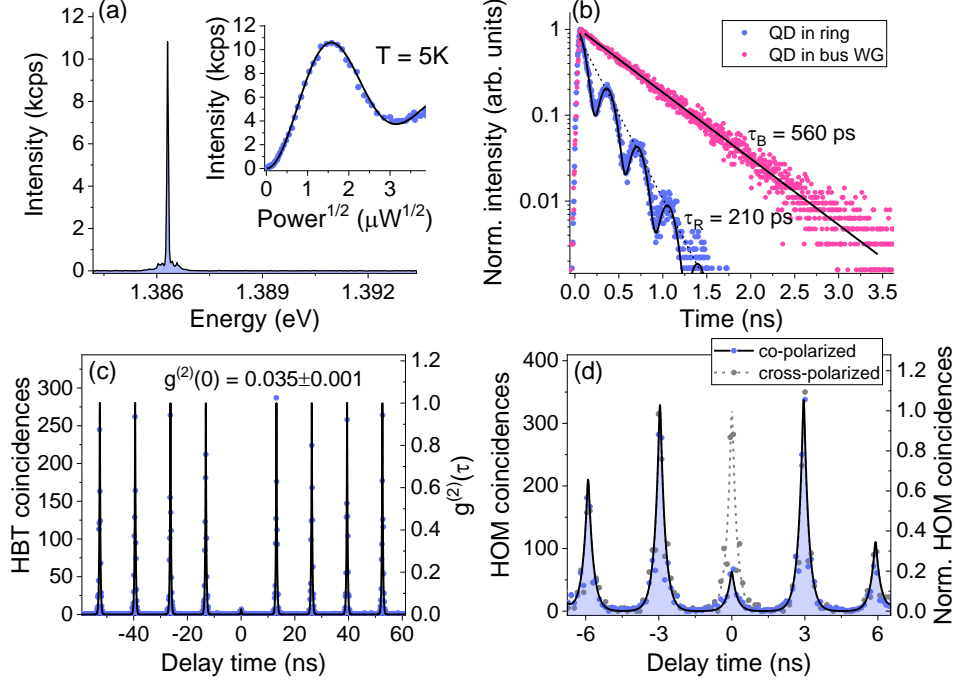 (a)
Intensity (kcps)
12
10
8
6
4
2
0
1.386
1.389
1.392
Energy (eV)
Intensity (kcps)
12
10
8
6
4
2
0
0
1
2
3
Power^1/2 (μW^1/2)
T = 5K
(b)
Norm. intensity (arb. units)
1
0.1
0.01
QD in ring
QD in bus WG
τ_B = 560 ps
τ_R = 210 ps
0.0 0.5 1.0 1.5 2.0 2.5 3.0 3.5
Time (ns)
(c)
g^(2)(0) = 0.035±0.001
HBT coincidences
300
250
200
150
100
50
0
1.2
1.0
0.8
0.6
0.4
0.2
0.0
g^(2)(τ)
-40 -20 0 20 40 60
Delay time (ns)
(d)
co-polarized
cross-polarized
HOM coincidences
400
300
200
100
0
1.2
1.0
0.8
0.6
0.4
0.2
0.0
Norm. HOM coincidences
-6 -3 0 3 6
Delay time (ns)